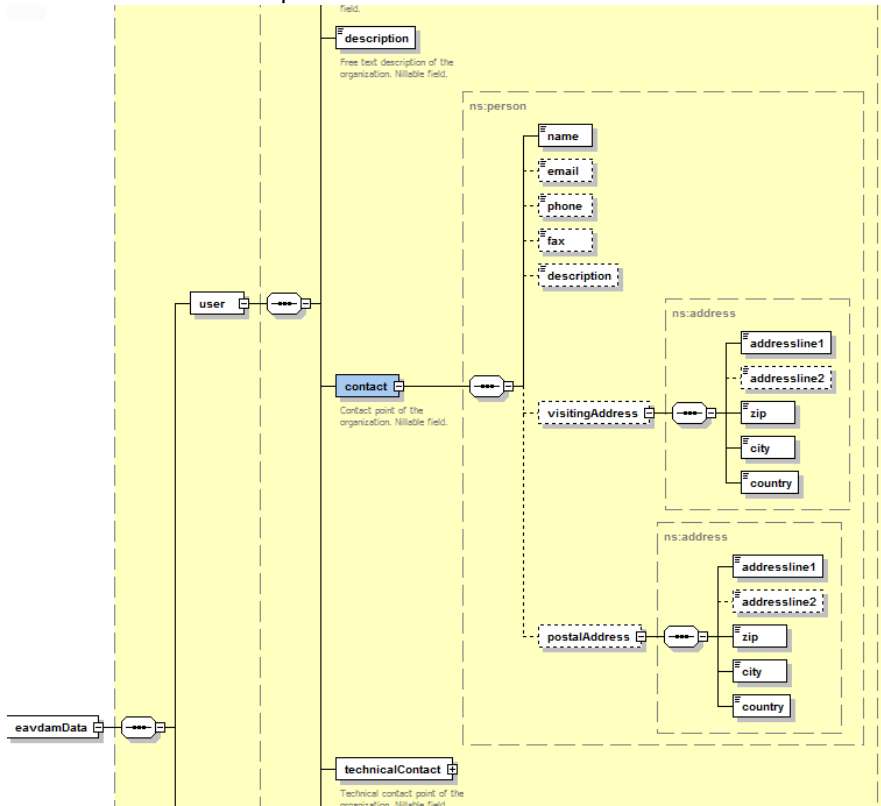 field.
description
Free text description of the
organization. Nillable field.
ns:person
name
email
phone
fax
description
user
ns:address
addressline1
contact
addressline2
Contact point of the
organization. Nillable field.
visitingAddress
zip
city
country
ns:address
addressline1
addressline2
postalAddress
zip
city
country
eavdamData
technicalContact
Technical contact point of the
organization. Nillable field.